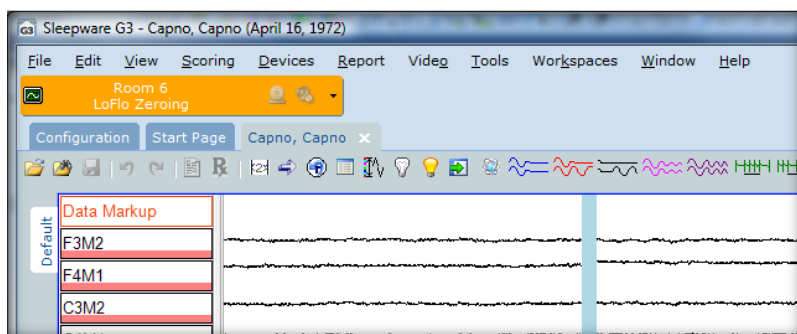 G3 Sleepware G3 - Capno, Capno (April 16, 1972)
File Edit View Scoring Devices Report Video Tools Workspaces Window Help
Room 6
LoFlo Zeroing
Configuration Start Page Capno, Capno
Default
Data Markup
F3M2
F4M1
C3M2